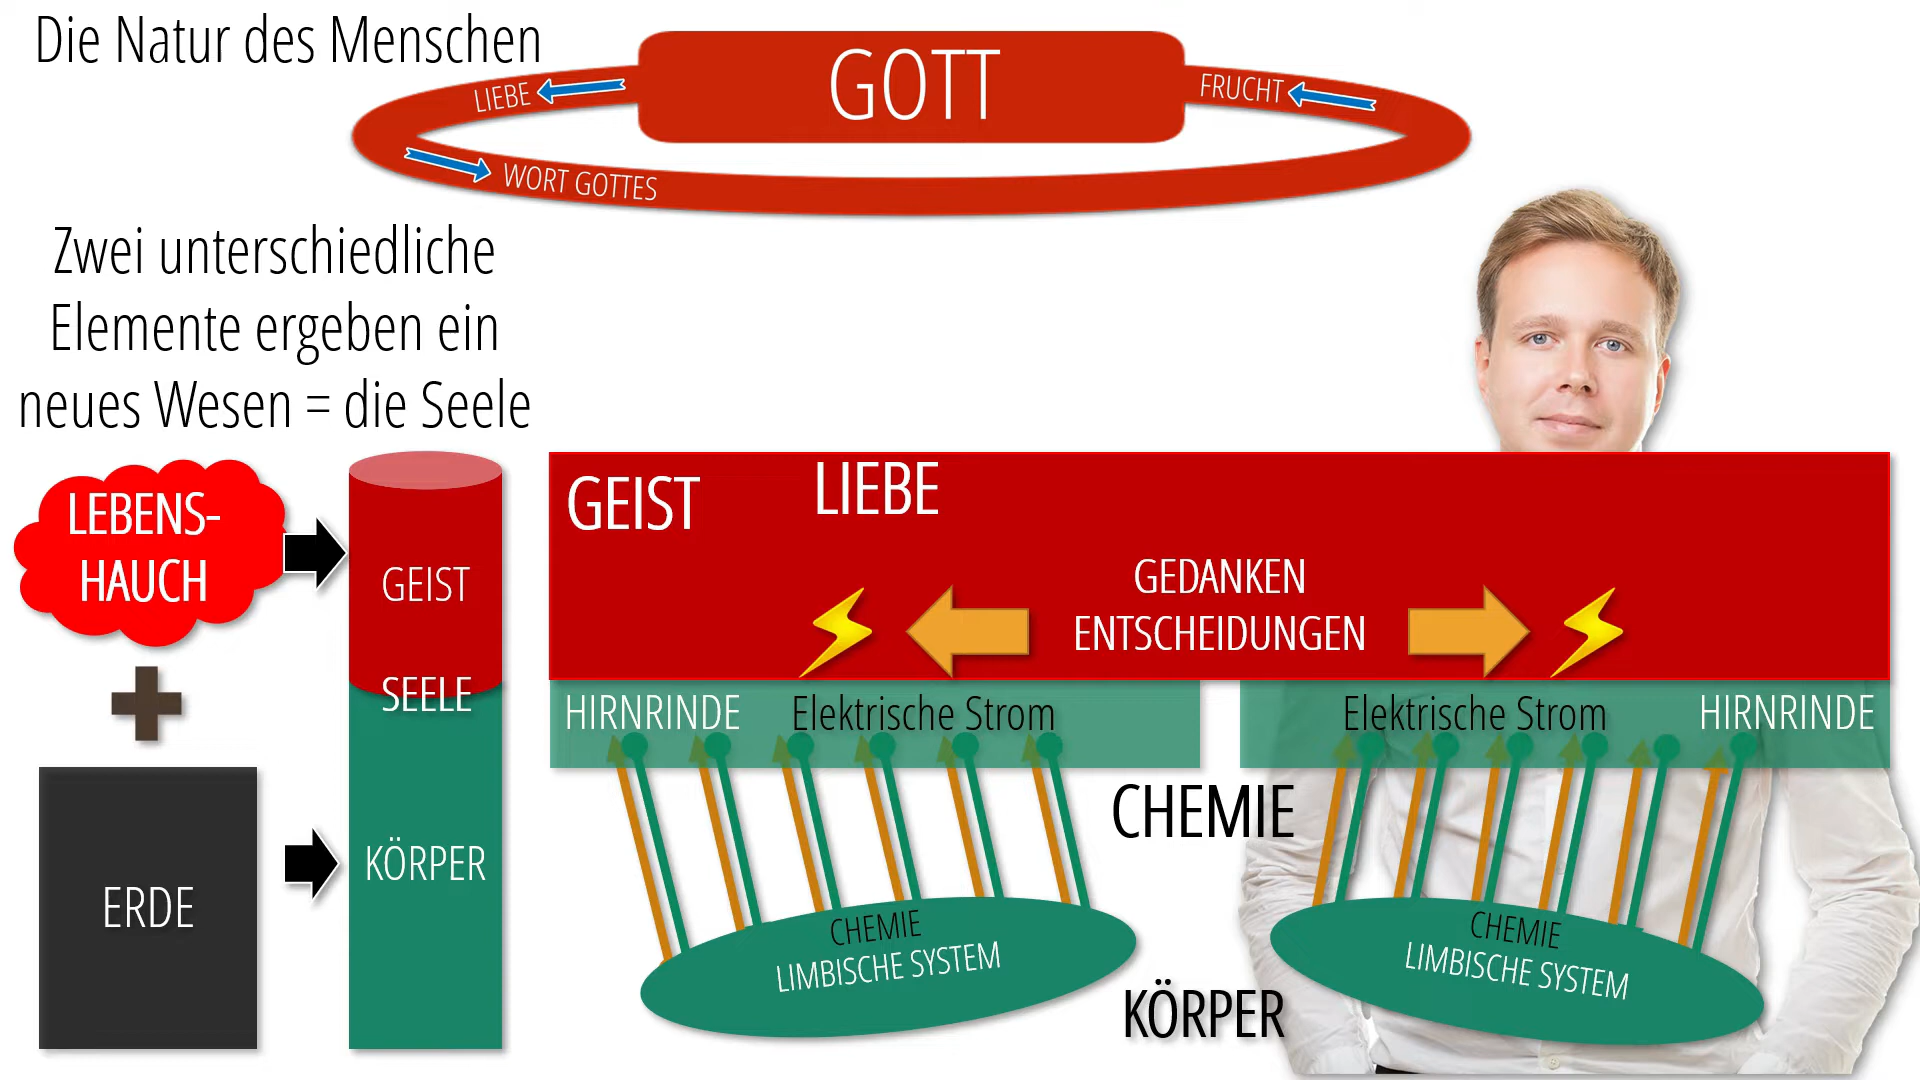 Die Natur des Menschen
GOTT
LIEBE
FRUCHT
WORT GOTTES
Zwei unterschiedliche
Elemente ergeben ein
neues Wesen = die Seele
LEBENS-
HAUCH
ERDE
GEIST
SEELE
KÖRPER
GEIST
LIEBE
GEDANKEN
ENTSCHEIDUNGEN
HIRNRINDE
Elektrische Strom
Elektrische Strom
HIRNRINDE
CHEMIE
CHEMIE
LIMBISCHE SYSTEM
CHEMIE
LIMBISCHE SYSTEM
KÖRPER